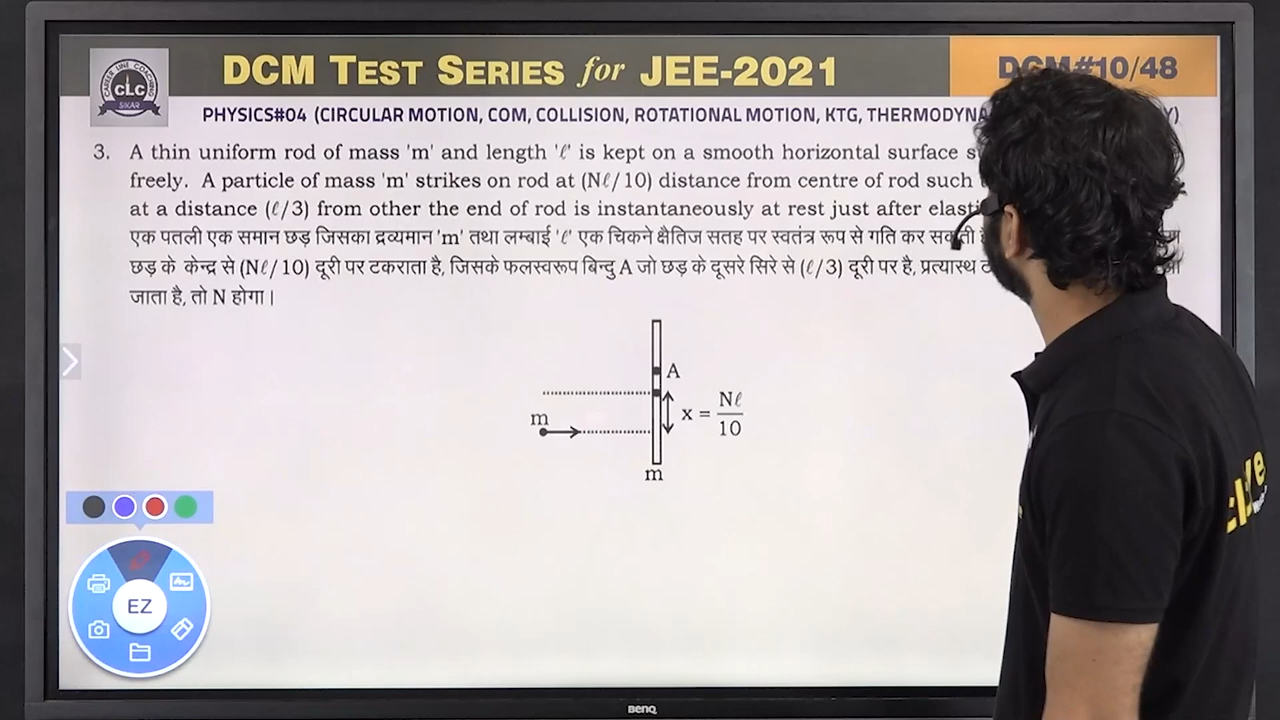 DCM TEST SERIES for JEE-2021
DCM#10/48
CAREER LINE COACHING
CLC
SIKAR
PHYSICS#04 (CIRCULAR MOTION, COM, COLLISION, ROTATIONAL MOTION, KTG, THERMODYNA Y)
3. A thin uniform rod of mass 'm' and length 'ℓ' is kept on a smooth horizontal surface
freely. A particle of mass 'm' strikes on rod at (Nℓ/10) distance from centre of rod such
at a distance (ℓ/3) from other the end of rod is instantaneously at rest just after elasti
एक पतली एक समान छड़ जिसका द्रव्यमान 'm' तथा लम्बाई 'ℓ' एक चिकने क्षैतिज सतह पर स्वतंत्र रूप से गति कर सकती
छड़ के केन्द्र से (Nℓ/10) दूरी पर टकराता है, जिसके फलस्वरूप बिन्दु A जो छड़ के दूसरे सिरे से (ℓ/3) दूरी पर है, प्रत्यास्थ
जाता है, तो N होगा।
A
m
x = Nℓ/10
m
EZ
BenQ